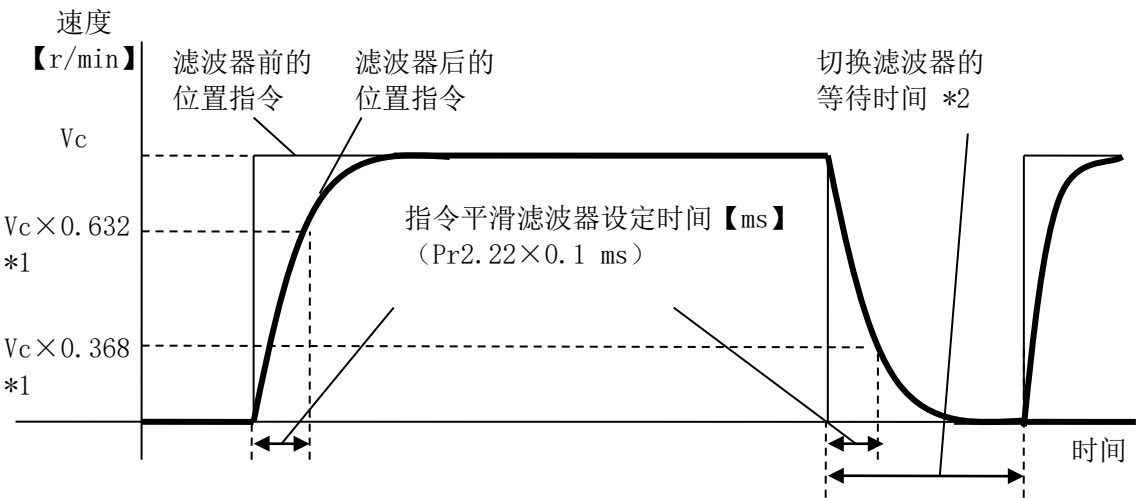 速度
【r/min】
滤波器前的
位置指令
滤波器后的
位置指令
切换滤波器的
等待时间 *2
Vc
Vc×0.632
*1
指令平滑滤波器设定时间【ms】
（Pr2.22×0.1 ms）
Vc×0.368
*1
时间